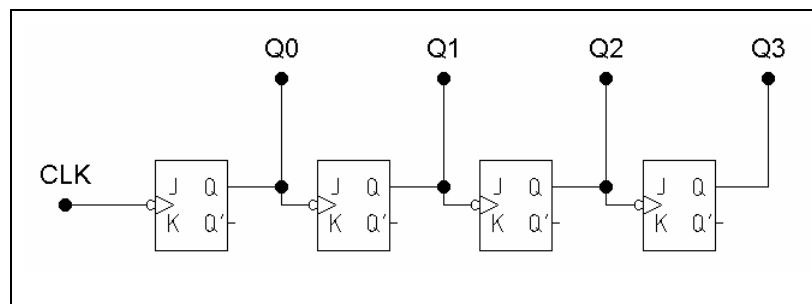 Q0 Q1 Q2 Q3
CLK
J Q J Q J Q J Q
K Q' K Q' K Q' K Q'